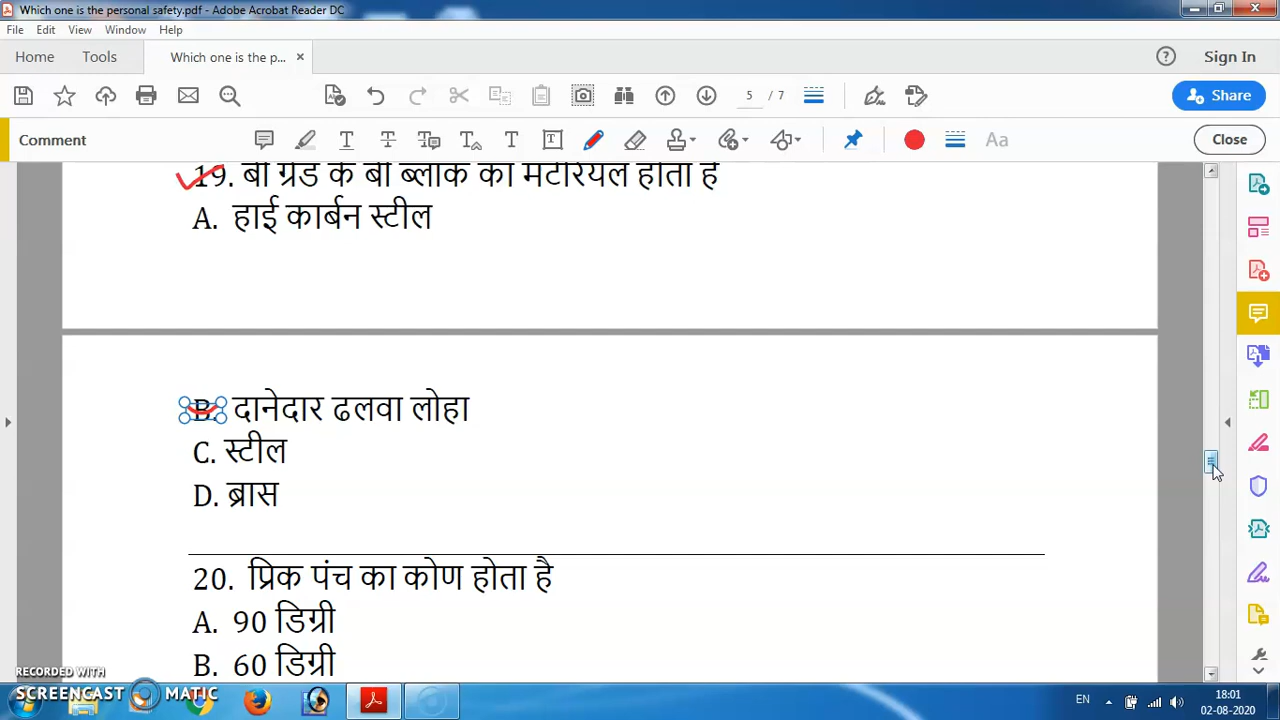 Which one is the personal safety.pdf - Adobe Acrobat Reader DC
File Edit View Window Help
Home Tools Which one is the p... × Sign In
5 / 7 Share
Comment Aa Close
19. बी ग्रेड के बी ब्लॉक का मटेरियल होता है
A. हाई कार्बन स्टील
B. दानेदार ढलवा लोहा
C. स्टील
D. ब्रास
20. प्रिक पंच का कोण होता है
A. 90 डिग्री
B. 60 डिग्री
RECORDED WITH
SCREENCAST MATIC
EN 18:01
02-08-2020